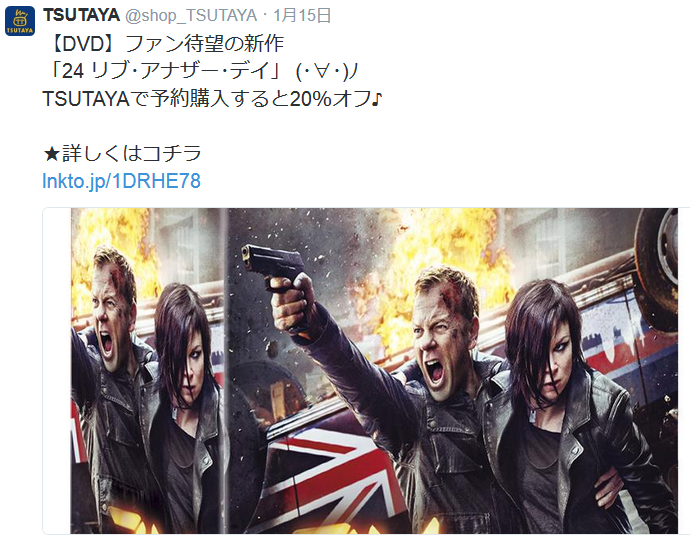 TSUTAYA
TSUTAYA @shop_TSUTAYA · 1月15日
【DVD】ファン待望の新作
「24 リブ･アナザー･デイ」 (･∀･)ﾉ
TSUTAYAで予約購入すると20％オフ♪
★詳しくはコチラ
lnkto.jp/1DRHE78